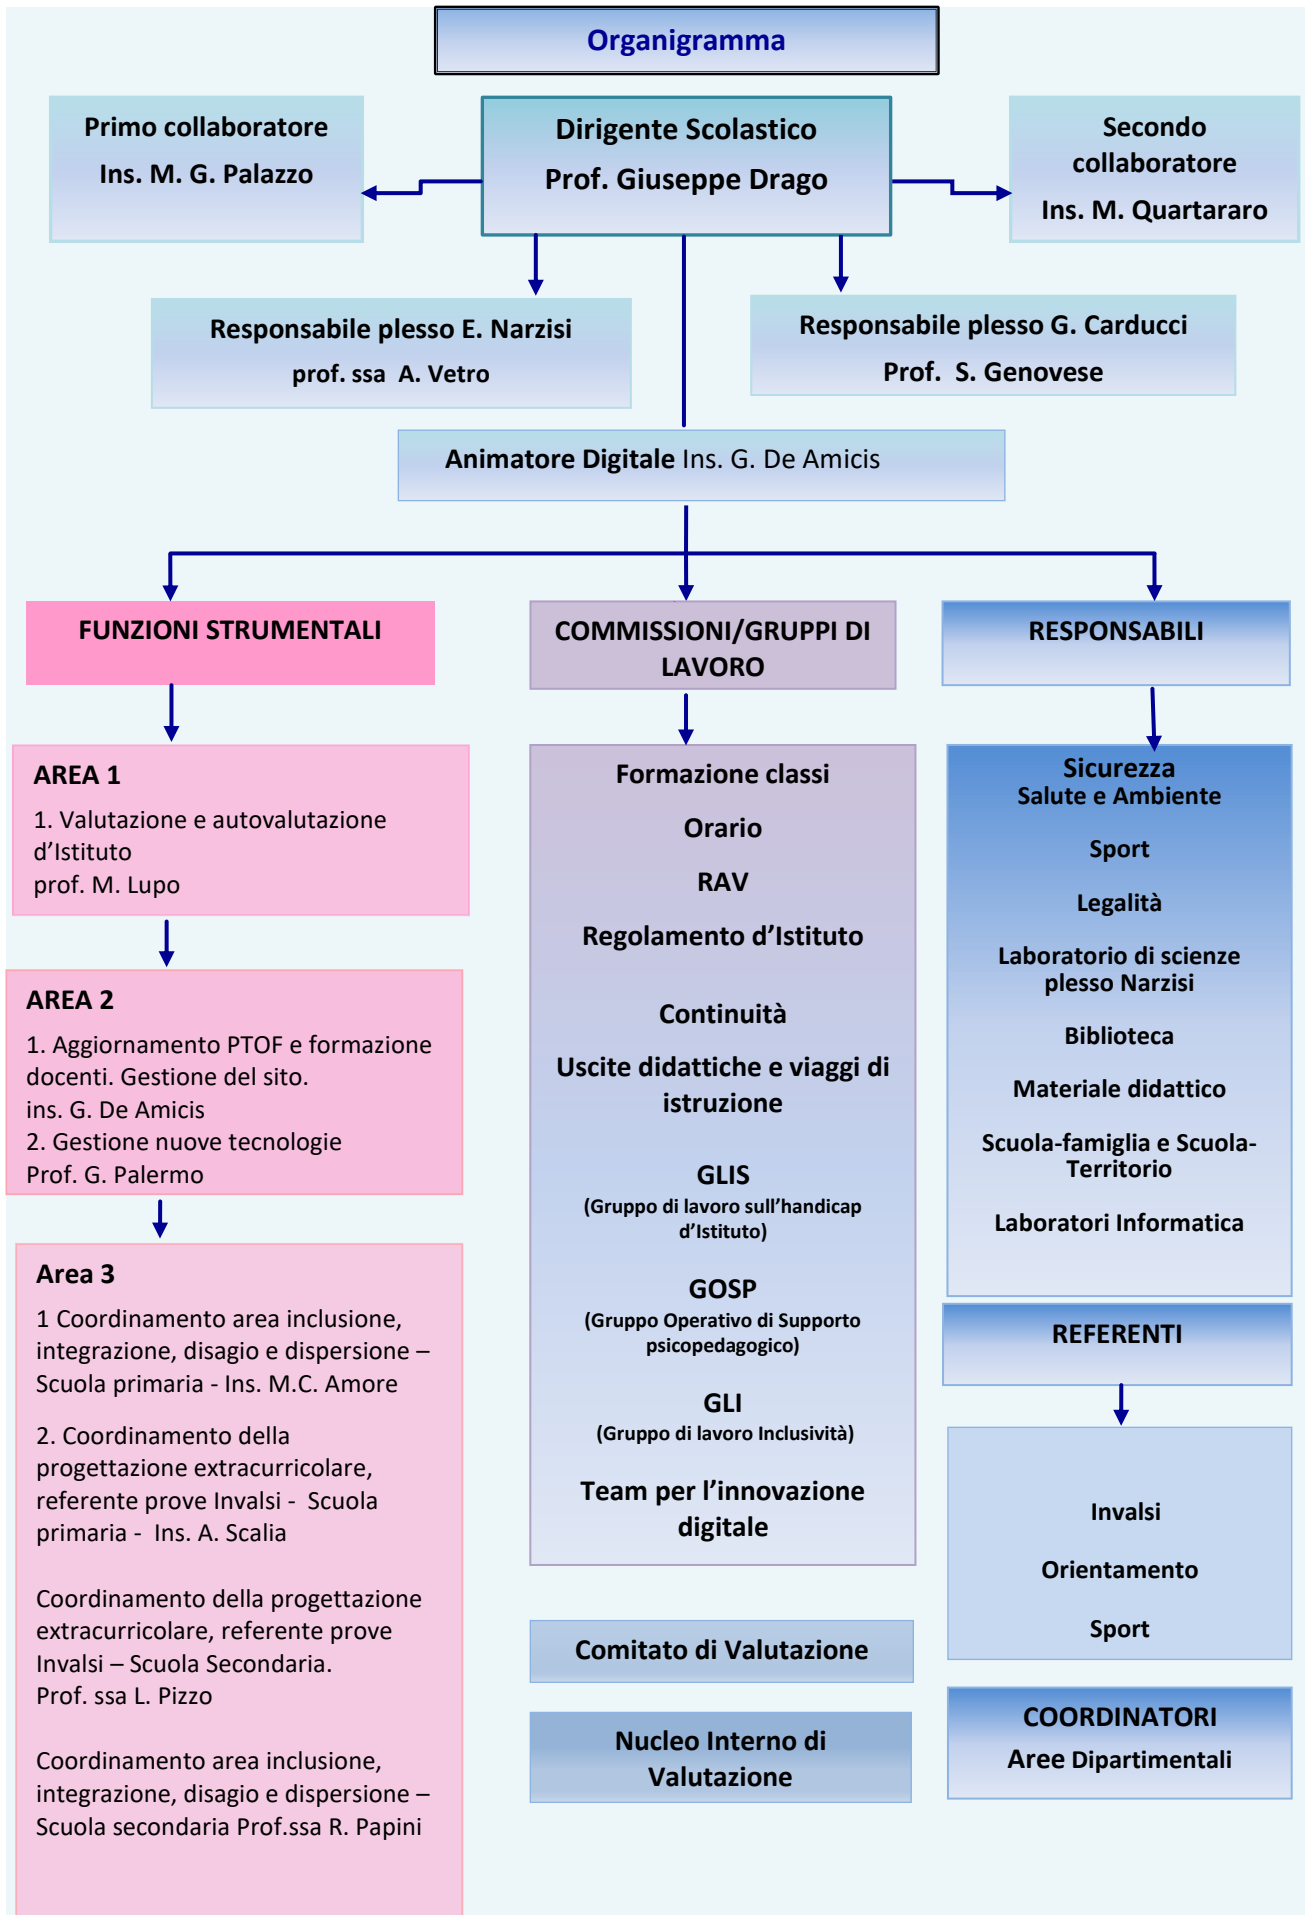 Organigramma
Primo collaboratore
Ins. M. G. Palazzo
Dirigente Scolastico
Prof. Giuseppe Drago
Secondo
collaboratore
Ins. M. Quartararo
Responsabile plesso E. Narzisi
prof. ssa A. Vetro
Responsabile plesso G. Carducci
Prof. S. Genovese
Animatore Digitale Ins. G. De Amicis
FUNZIONI STRUMENTALI
AREA 1
1. Valutazione e autovalutazione
d’Istituto
prof. M. Lupo
AREA 2
1. Aggiornamento PTOF e formazione
docenti. Gestione del sito.
ins. G. De Amicis
2. Gestione nuove tecnologie
Prof. G. Palermo
Area 3
1 Coordinamento area inclusione,
integrazione, disagio e dispersione –
Scuola primaria - Ins. M.C. Amore
2. Coordinamento della
progettazione extracurricolare,
referente prove Invalsi - Scuola
primaria - Ins. A. Scalia
Coordinamento della progettazione
extracurricolare, referente prove
Invalsi – Scuola Secondaria.
Prof. ssa L. Pizzo
Coordinamento area inclusione,
integrazione, disagio e dispersione –
Scuola secondaria Prof.ssa R. Papini
COMMISSIONI/GRUPPI DI
LAVORO
Formazione classi
Orario
RAV
Regolamento d’Istituto
Continuità
Uscite didattiche e viaggi di
istruzione
GLIS
(Gruppo di lavoro sull’handicap
d’Istituto)
GOSP
(Gruppo Operativo di Supporto
psicopedagogico)
GLI
(Gruppo di lavoro Inclusività)
Team per l’innovazione
digitale
Comitato di Valutazione
Nucleo Interno di
Valutazione
RESPONSABILI
Sicurezza
Salute e Ambiente
Sport
Legalità
Laboratorio di scienze
plesso Narzisi
Biblioteca
Materiale didattico
Scuola-famiglia e Scuola-
Territorio
Laboratori Informatica
REFERENTI
Invalsi
Orientamento
Sport
COORDINATORI
Aree Dipartimentali